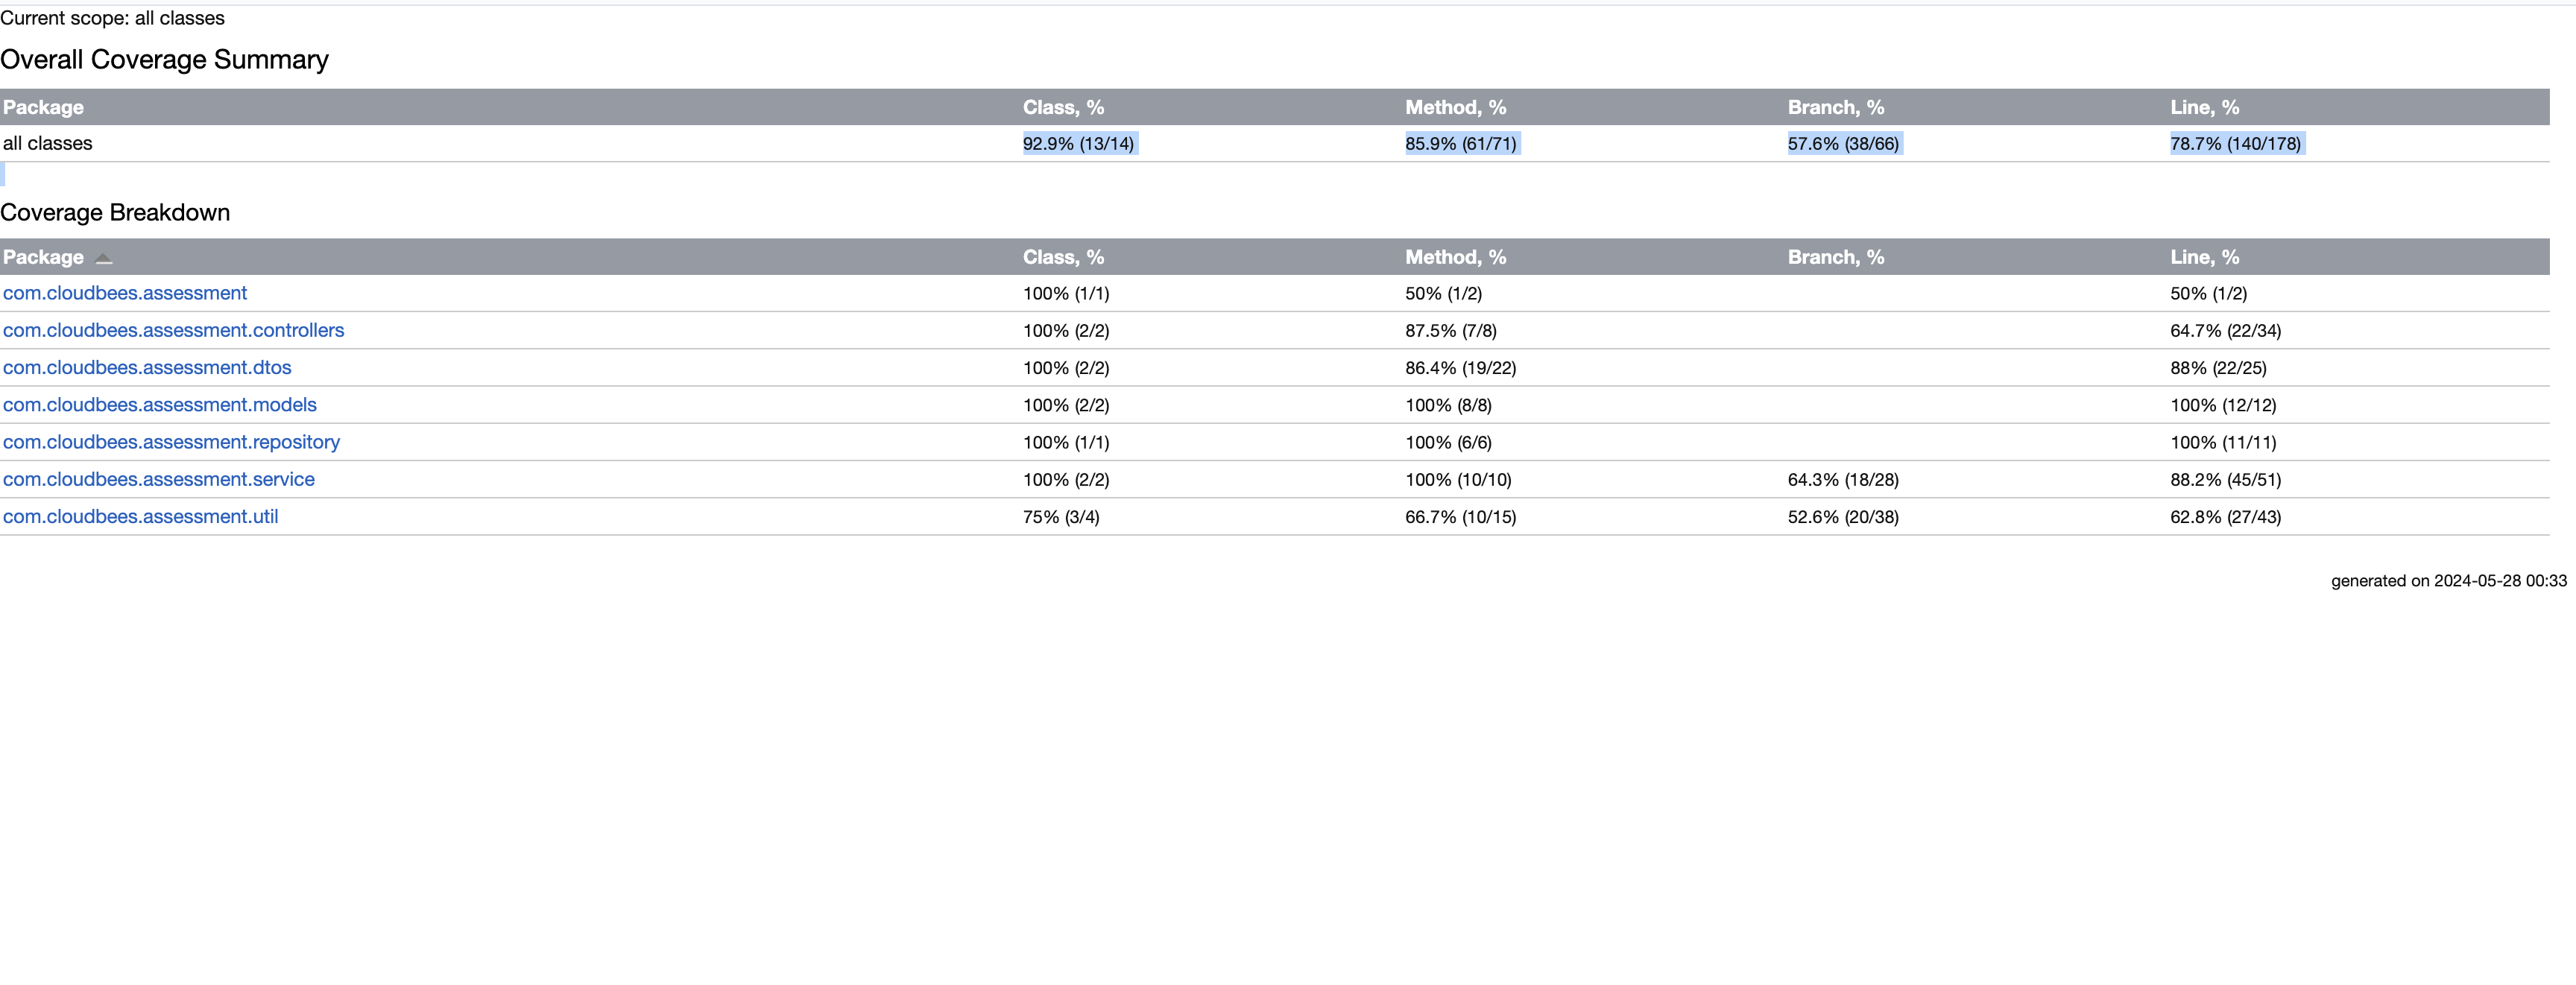 Current scope: all classes
Overall Coverage Summary
Package Class, % Method, % Branch, % Line, %
all classes 92.9% (13/14) 85.9% (61/71) 57.6% (38/66) 78.7% (140/178)
Coverage Breakdown
Package Class, % Method, % Branch, % Line, %
com.cloudbees.assessment 100% (1/1) 50% (1/2) 50% (1/2)
com.cloudbees.assessment.controllers 100% (2/2) 87.5% (7/8) 64.7% (22/34)
com.cloudbees.assessment.dtos 100% (2/2) 86.4% (19/22) 88% (22/25)
com.cloudbees.assessment.models 100% (2/2) 100% (8/8) 100% (12/12)
com.cloudbees.assessment.repository 100% (1/1) 100% (6/6) 100% (11/11)
com.cloudbees.assessment.service 100% (2/2) 100% (10/10) 64.3% (18/28) 88.2% (45/51)
com.cloudbees.assessment.util 75% (3/4) 66.7% (10/15) 52.6% (20/38) 62.8% (27/43)
generated on 2024-05-28 00:33